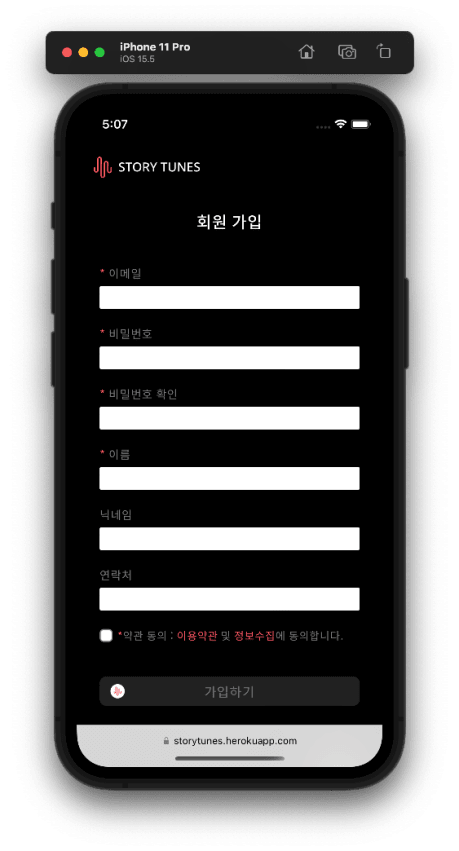 iPhone 11 Pro
iOS 15.5
5:07
STORY TUNES
회원 가입
* 이메일
* 비밀번호
* 비밀번호 확인
* 이름
닉네임
연락처
*약관 동의 : 이용약관 및 정보수집에 동의합니다.
가입하기
storytunes.herokuapp.com